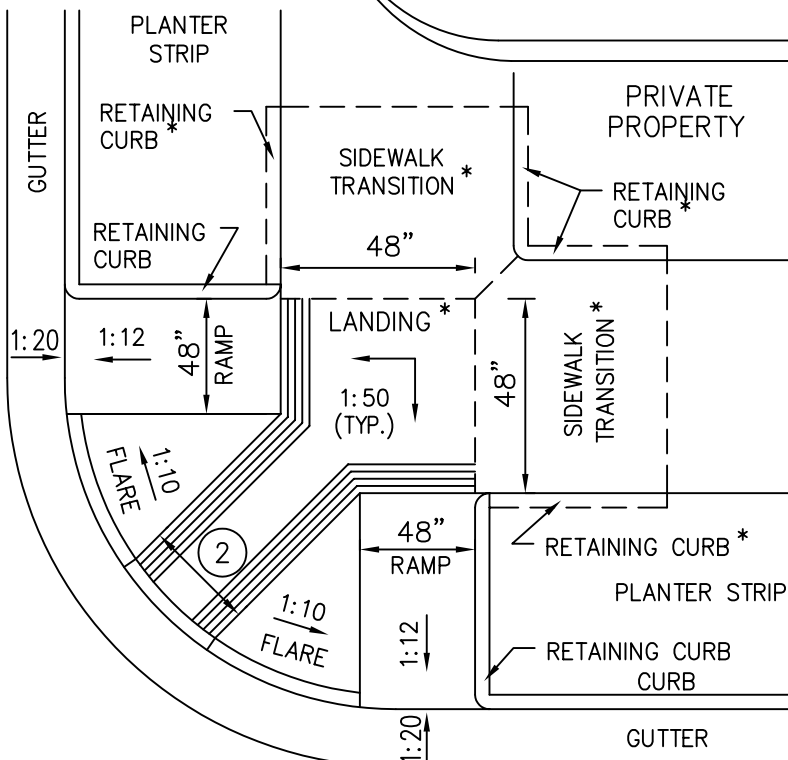 PLANTER
STRIP
RETAINING
CURB*
GUTTER
SIDEWALK
TRANSITION*
PRIVATE
PROPERTY
RETAINING
CURB*
RETAINING
CURB
48"
LANDING*
1:20
1:12
48"
RAMP
1:50
(TYP.)
48"
SIDEWALK
TRANSITION*
1:10
FLARE
2
48"
RAMP
RETAINING CURB*
PLANTER STRIP
1:10
FLARE
1:12
RETAINING CURB
CURB
1:20
GUTTER